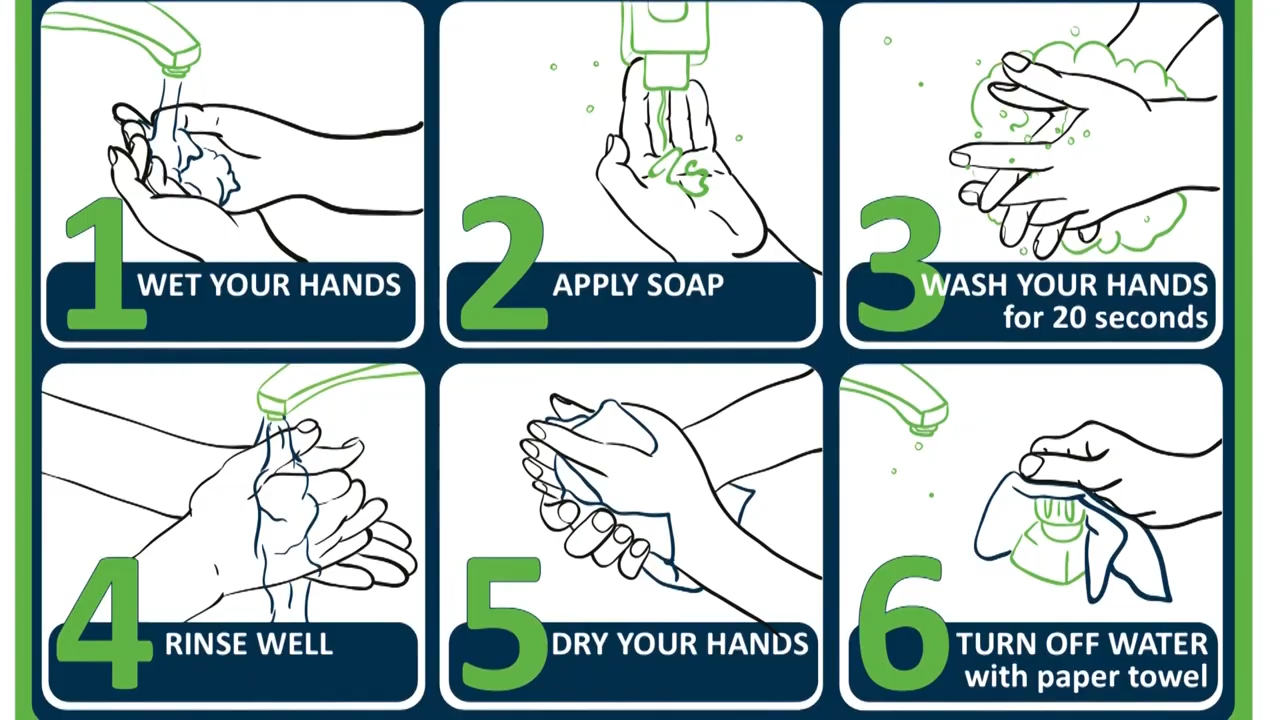 1
WET YOUR HANDS
2
APPLY SOAP
3
WASH YOUR HANDS
for 20 seconds
4
RINSE WELL
5
DRY YOUR HANDS
6
TURN OFF WATER
with paper towel